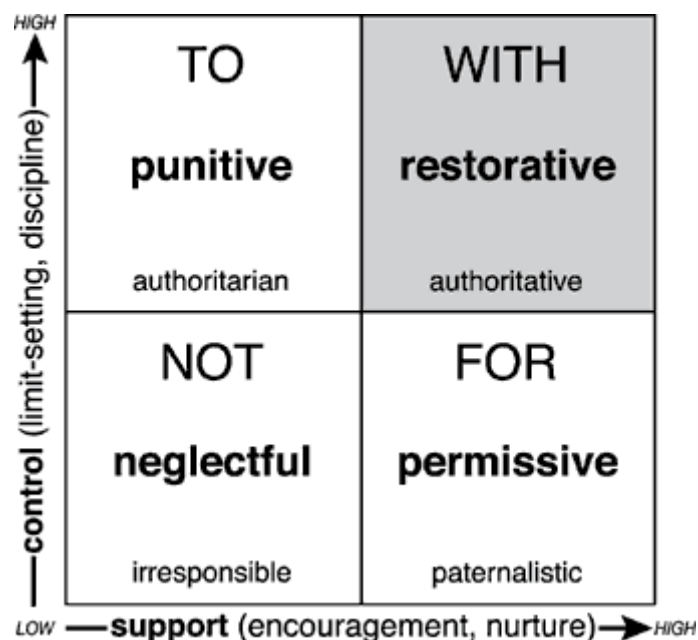 HIGH
TO
WITH
punitive
restorative
authoritarian
authoritative
control (limit-setting, discipline)
NOT
FOR
neglectful
permissive
irresponsible
paternalistic
LOW
support (encouragement, nurture)
HIGH